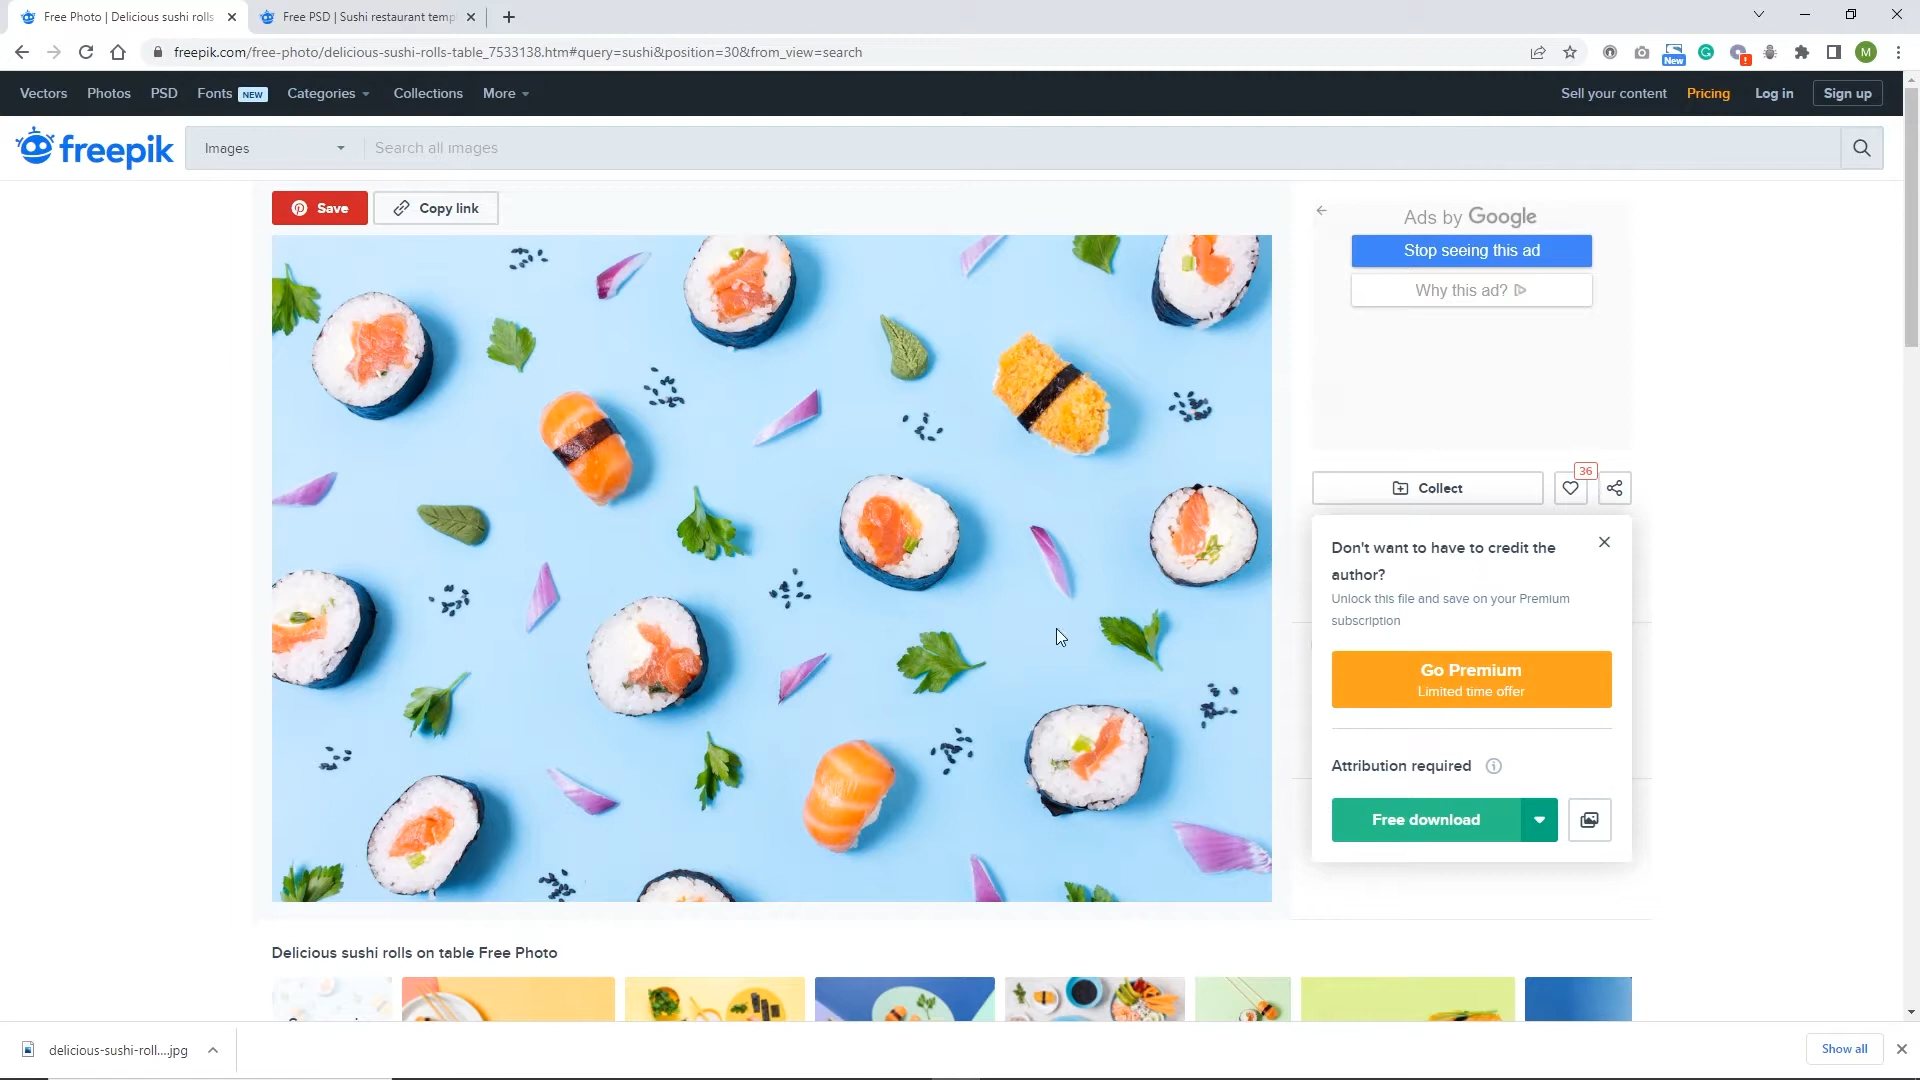 Free Photo | Delicious sushi rolls
Free PSD | Sushi restaurant temp
freepik.com/free-photo/delicious-sushi-rolls-table_7533138.htm#query=sushi&position=30&from_view=search
New
M
Vectors
Photos
PSD
Fonts NEW
Categories
Collections
More
Sell your content
Pricing
Log in
Sign up
freepik
Images
Search all images
Save
Copy link
Ads by Google
Stop seeing this ad
Why this ad?
36
Collect
Don't want to have to credit the
author?
Unlock this file and save on your Premium
subscription
Go Premium
Limited time offer
Attribution required
Free download
Delicious sushi rolls on table Free Photo
delicious-sushi-roll....jpg
Show all